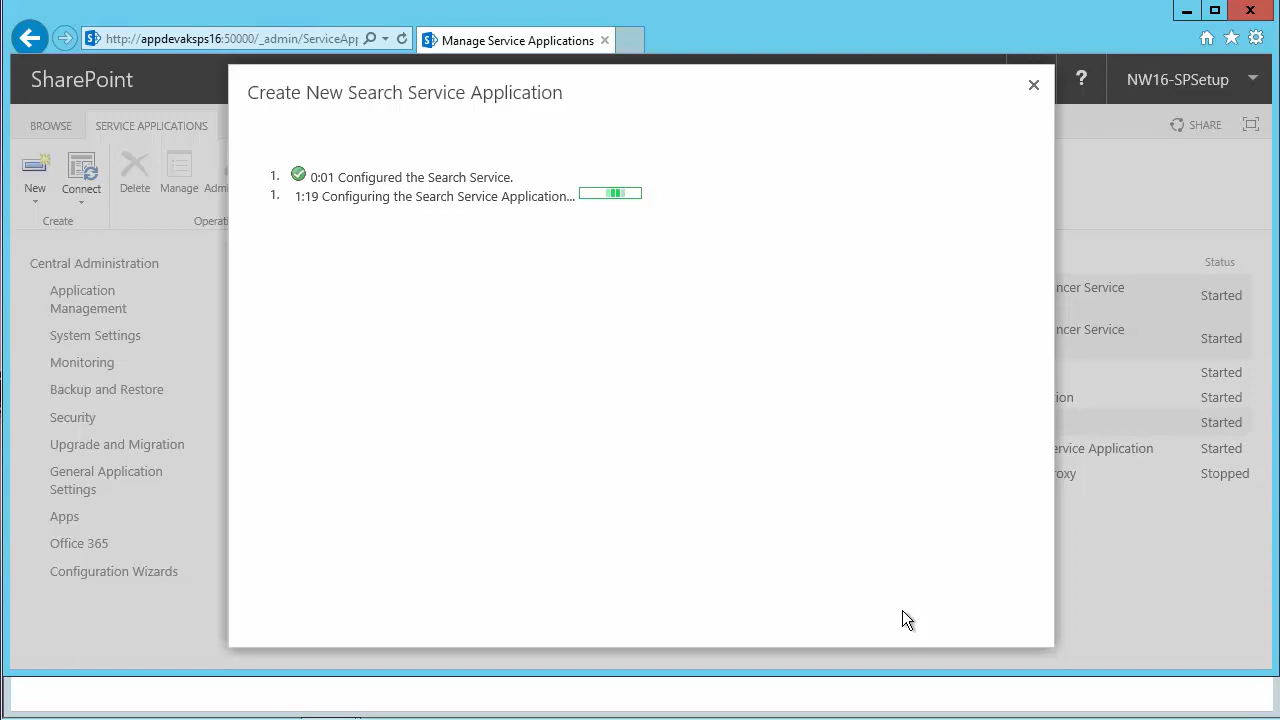 http://appdevaksps16:50000/_admin/ServiceApp
Manage Service Applications
SharePoint
? NW16-SPSetup
Create New Search Service Application
BROWSE SERVICE APPLICATIONS
SHARE
1. 0:01 Configured the Search Service.
1. 1:19 Configuring the Search Service Application...
New Connect Delete Manage Admi
Create Operati
Central Administration
Application
Management
System Settings
Monitoring
Backup and Restore
Security
Upgrade and Migration
General Application
Settings
Apps
Office 365
Configuration Wizards
Status
ncer Service Started
ncer Service Started
Started
ion Started
Started
ervice Application Started
roxy Stopped